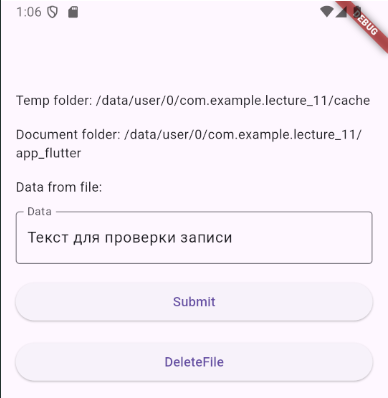 1:06
DEBUG
Temp folder: /data/user/0/com.example.lecture_11/cache
Document folder: /data/user/0/com.example.lecture_11/
app_flutter
Data from file:
Data
Текст для проверки записи
Submit
DeleteFile